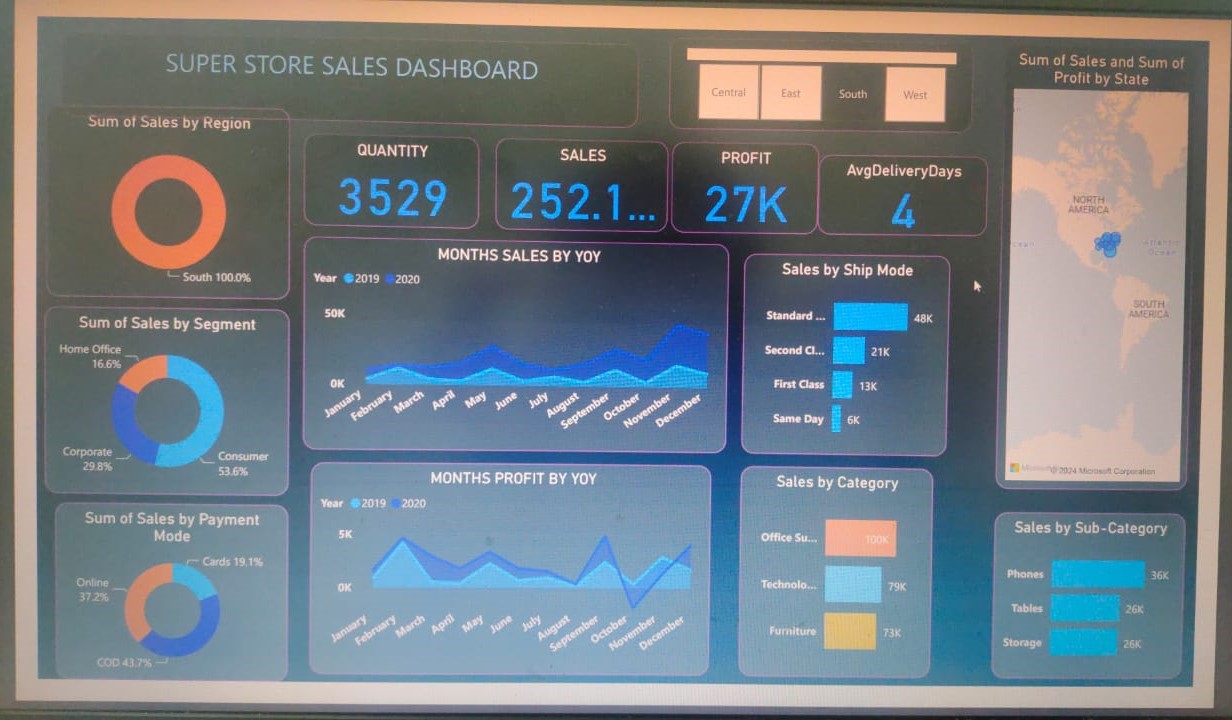 SUPER STORE SALES DASHBOARD
Central
East
South
West
Sum of Sales and Sum of
Profit by State
NORTH
AMERICA
Atlantic
Ocean
SOUTH
AMERICA
© 2024 Microsoft Corporation
Sum of Sales by Region
South 100.0%
QUANTITY
3529
SALES
252.1...
PROFIT
27K
AvgDeliveryDays
4
MONTHS SALES BY YOY
Year 2019 2020
50K
0K
January
February
March
April
May
June
July
August
September
October
November
December
Sales by Ship Mode
Standard ... 48K
Second Cl... 21K
First Class 13K
Same Day 6K
Sum of Sales by Segment
Home Office
16.6%
Corporate
29.8%
Consumer
53.6%
MONTHS PROFIT BY YOY
Year 2019 2020
5K
0K
January
February
March
April
May
June
July
August
September
October
November
December
Sales by Category
Office Su... 100K
Technolo... 79K
Furniture 73K
Sum of Sales by Payment
Mode
Cards 19.1%
Online
37.2%
COD 43.7%
Sales by Sub-Category
Phones 36K
Tables 26K
Storage 26K